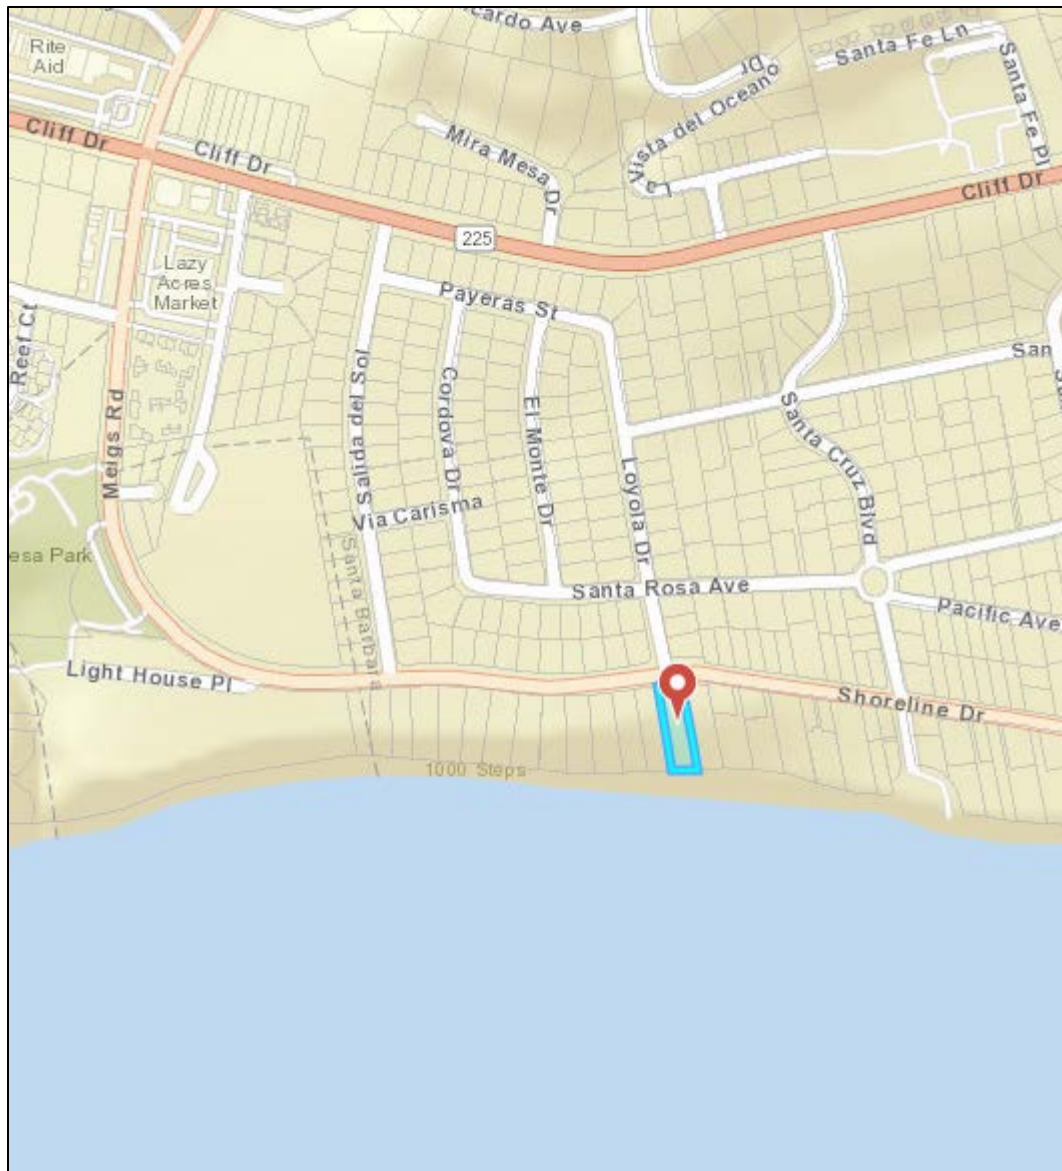 icardo Ave
Rite
Aid
Santa Fe Ln
Santa Fe Pl
La Vista del Oceano Dr
Mira Mesa Dr
Cliff Dr
Cliff Dr
Cliff Dr
225
Lazy
Acres
Market
Payeras St
Reef Ct
Meigs Rd
Salida del Sol
Cordova Dr
El Monte Dr
Loyola Dr
San
Santa Cruz Blvd
Via Carisma
Santa Barbara
esa Park
Santa Rosa Ave
Pacific Ave
Light House Pl
Shoreline Dr
1000 Steps